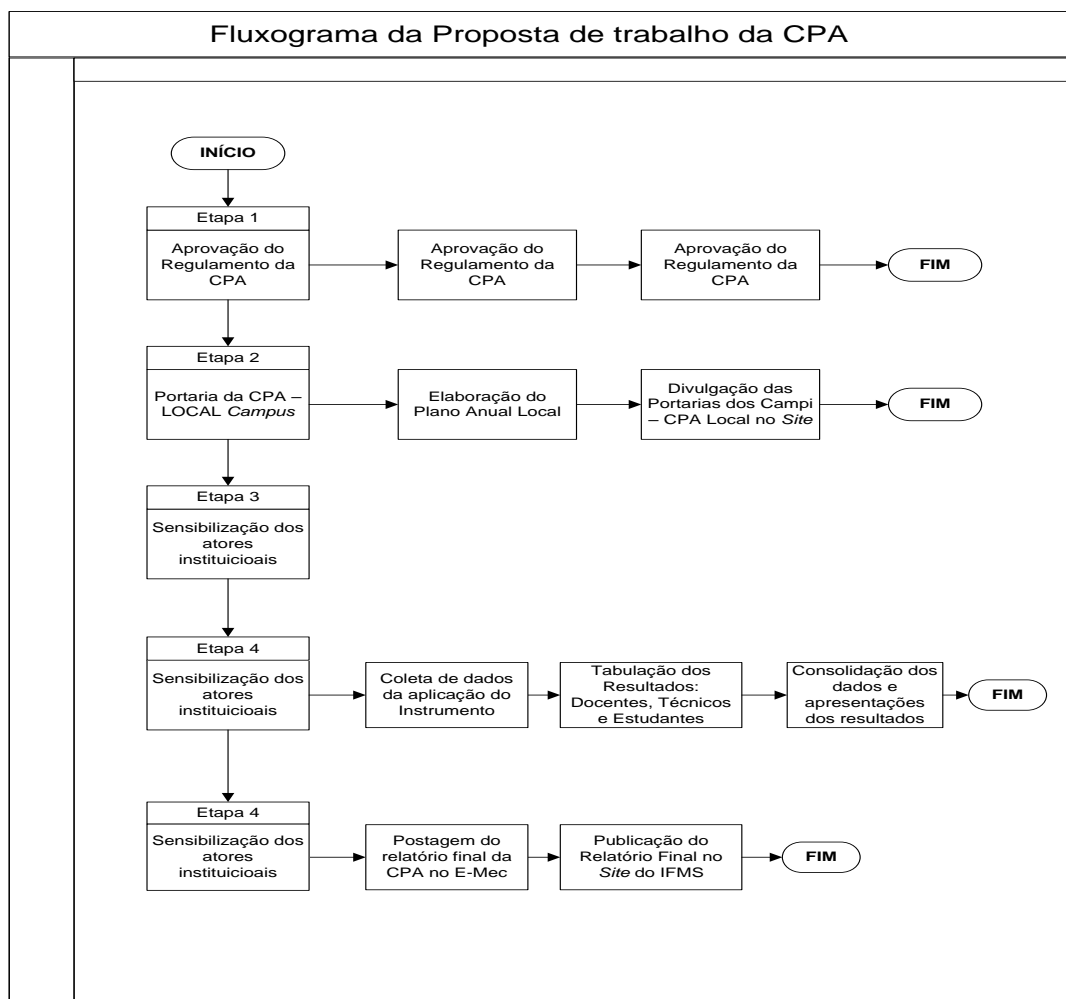 Fluxograma da Proposta de trabalho da CPA
INÍCIO
Etapa 1
Aprovação do
Regulamento da
CPA
Aprovação do
Regulamento da
CPA
Aprovação do
Regulamento da
CPA
FIM
Etapa 2
Portaria da CPA –
LOCAL Campus
Elaboração do
Plano Anual Local
Divulgação das
Portarias dos Campi
– CPA Local no Site
FIM
Etapa 3
Sensibilização dos
atores
instituicioais
Etapa 4
Sensibilização dos
atores
instituicioais
Coleta de dados
da aplicação do
Instrumento
Tabulação dos
Resultados:
Docentes, Técnicos
e Estudantes
Consolidação dos
dados e
apresentações
dos resultados
FIM
Etapa 4
Sensibilização dos
atores
instituicioais
Postagem do
relatório final da
CPA no E-Mec
Publicação do
Relatório Final no
Site do IFMS
FIM